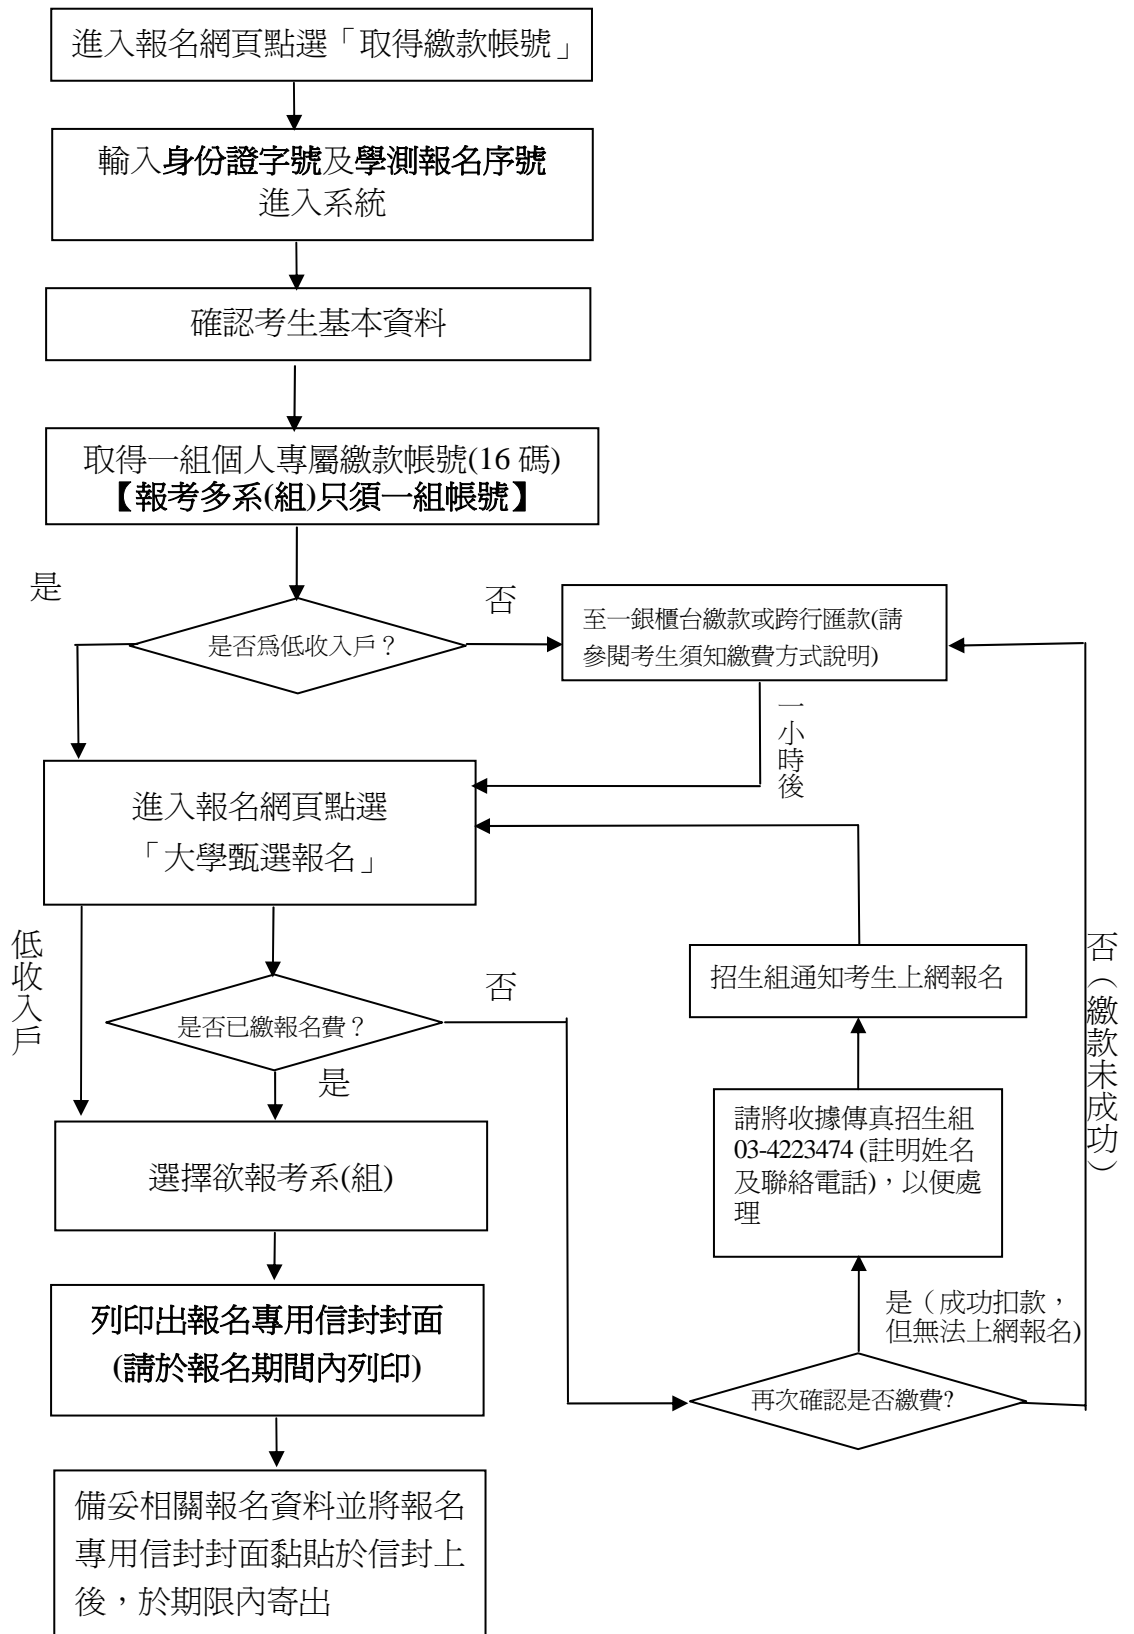 進入報名網頁點選「取得繳款帳號」
輸入身份證字號及學測報名序號
進入系統
確認考生基本資料
取得一組個人專屬繳款帳號(16 碼)
【報考多系(組)只須一組帳號】
是
否
是否為低收入戶？
至一銀櫃台繳款或跨行匯款(請
參閱考生須知繳費方式說明)
一小時後
進入報名網頁點選
「大學甄選報名」
低收入戶
否
是否已繳報名費？
是
招生組通知考生上網報名
否（繳款未成功）
請將收據傳真招生組
03-4223474 (註明姓名
及聯絡電話)，以便處
理
選擇欲報考系(組)
是（成功扣款，
但無法上網報名)
列印出報名專用信封封面
(請於報名期間內列印)
再次確認是否繳費?
備妥相關報名資料並將報名
專用信封封面黏貼於信封上
後，於期限內寄出